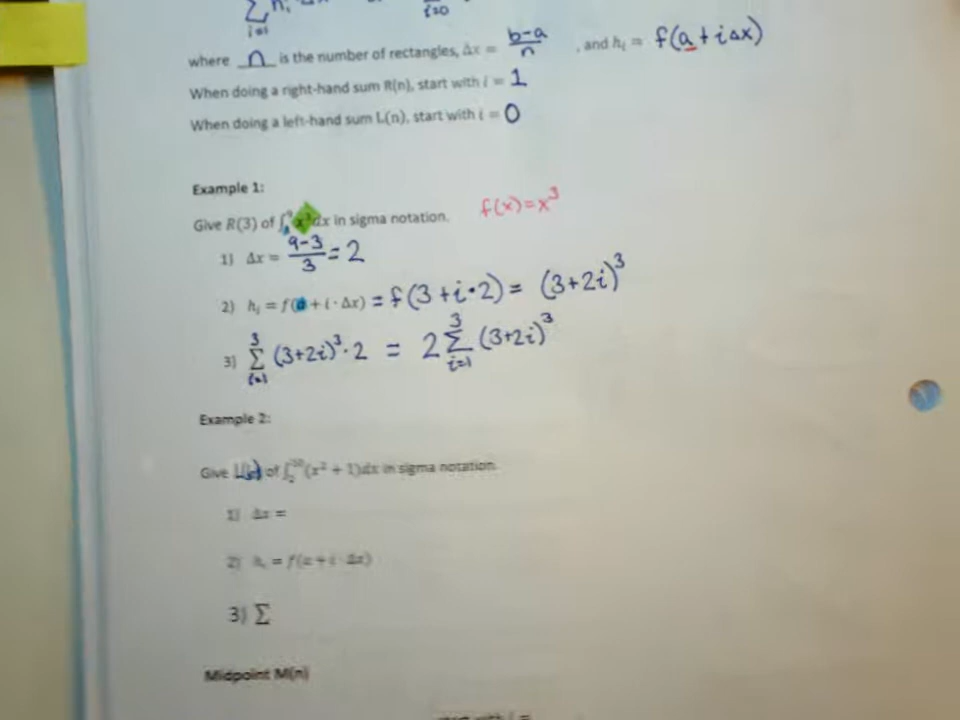 i=1
i=0
where n is the number of rectangles, Δx = b-a/n , and hᵢ = f(a+iΔx)
When doing a right-hand sum R(n), start with i = 1
When doing a left-hand sum L(n), start with i = 0
Example 1:
Give R(3) of ∫ x³dx in sigma notation. f(x)=x³
1) Δx = 9-3/3 = 2
2) hᵢ = f(a + i · Δx) = f(3 + i·2) = (3+2i)³
3) ∑ i=1 3 (3+2i)³·2 = 2 ∑ i=1 3 (3+2i)³
Example 2:
Give of ∫ (x² + 1)dx in sigma notation.
1) Δx =
2) hᵢ = f(a + i · Δx)
3) ∑
Midpoint M(n)